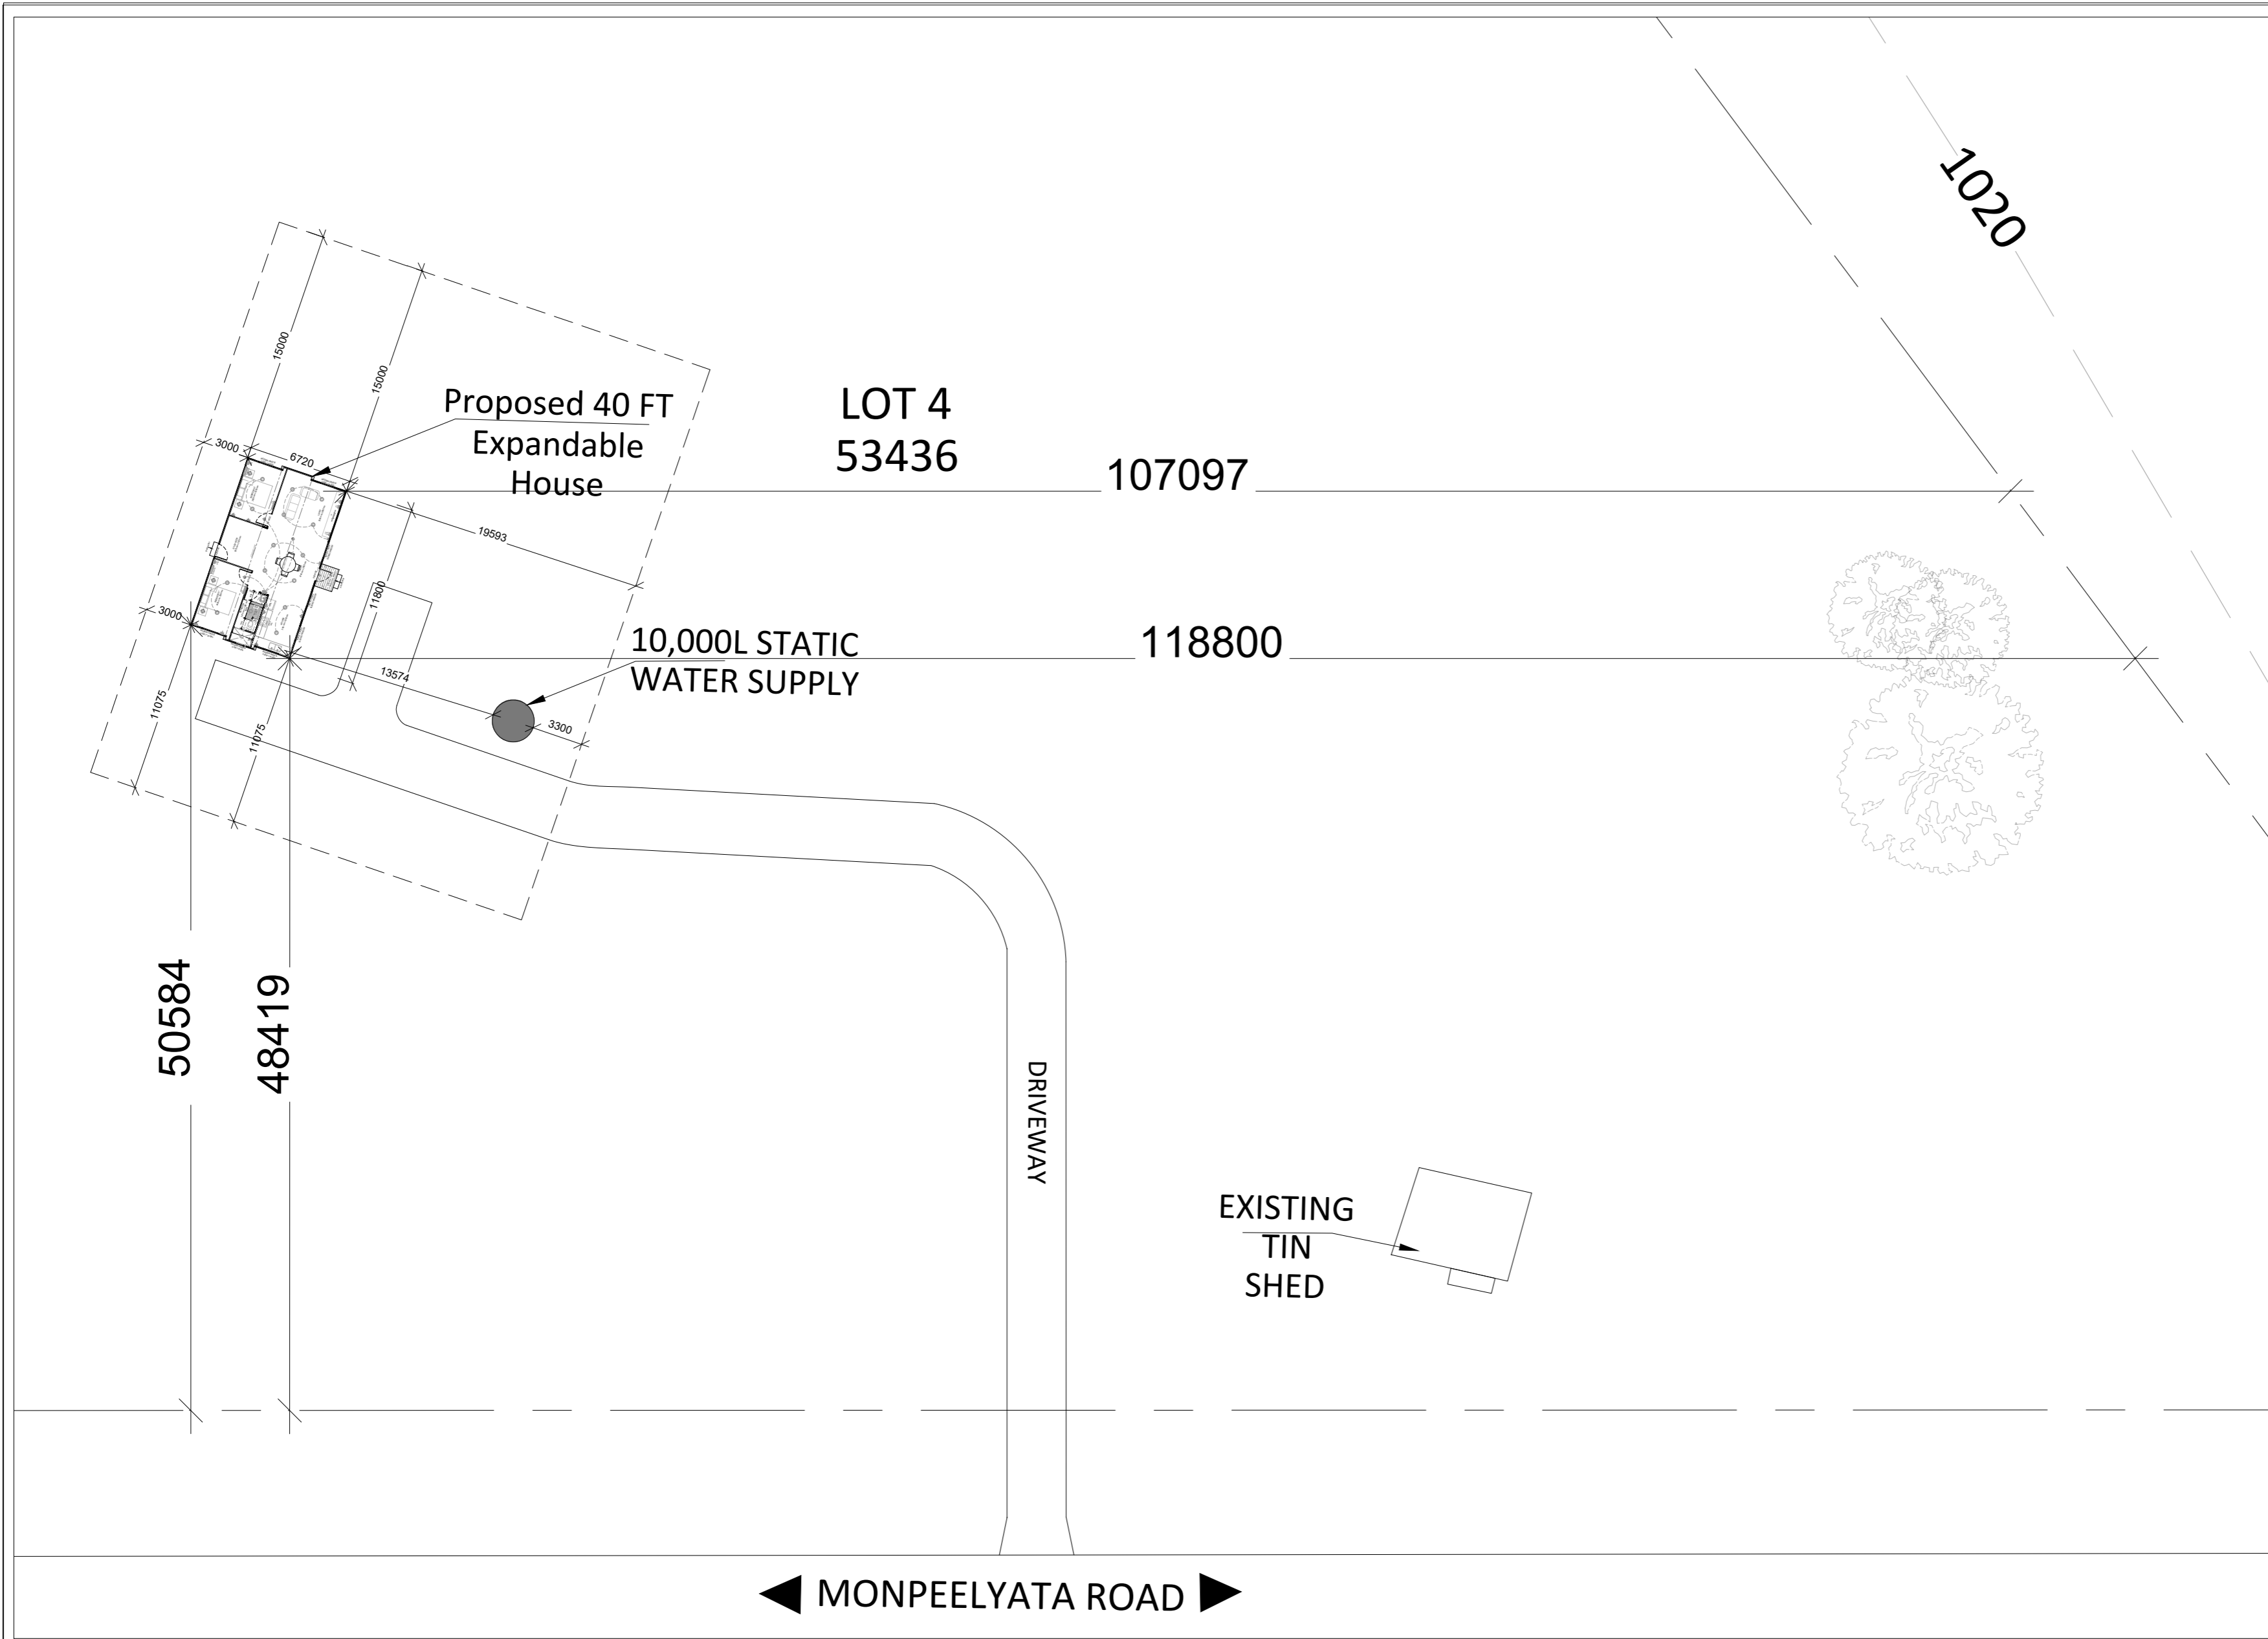 1020
15000
15000
Proposed 40 FT
Expandable
House
LOT 4
53436
3000
6720
107097
19593
11800
3000
10,000L STATIC
WATER SUPPLY
118800
13574
3300
11075
11075
50584
48419
DRIVEWAY
EXISTING
TIN
SHED
MONPEELYATA ROAD